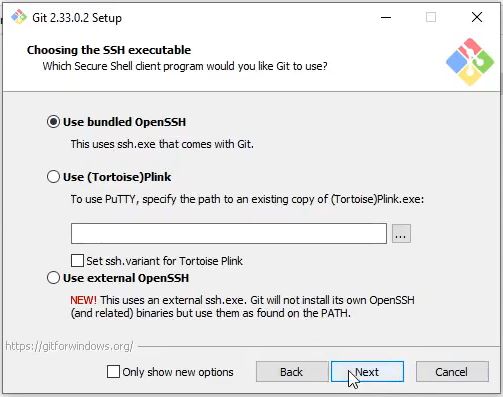 Git 2.33.0.2 Setup
Choosing the SSH executable
Which Secure Shell client program would you like Git to use?
Use bundled OpenSSH
This uses ssh.exe that comes with Git.
Use (Tortoise)Plink
To use PuTTY, specify the path to an existing copy of (Tortoise)Plink.exe:
...
Set ssh.variant for Tortoise Plink
Use external OpenSSH
NEW! This uses an external ssh.exe. Git will not install its own OpenSSH
(and related) binaries but use them as found on the PATH.
https://gitforwindows.org/
Only show new options
Back
Next
Cancel